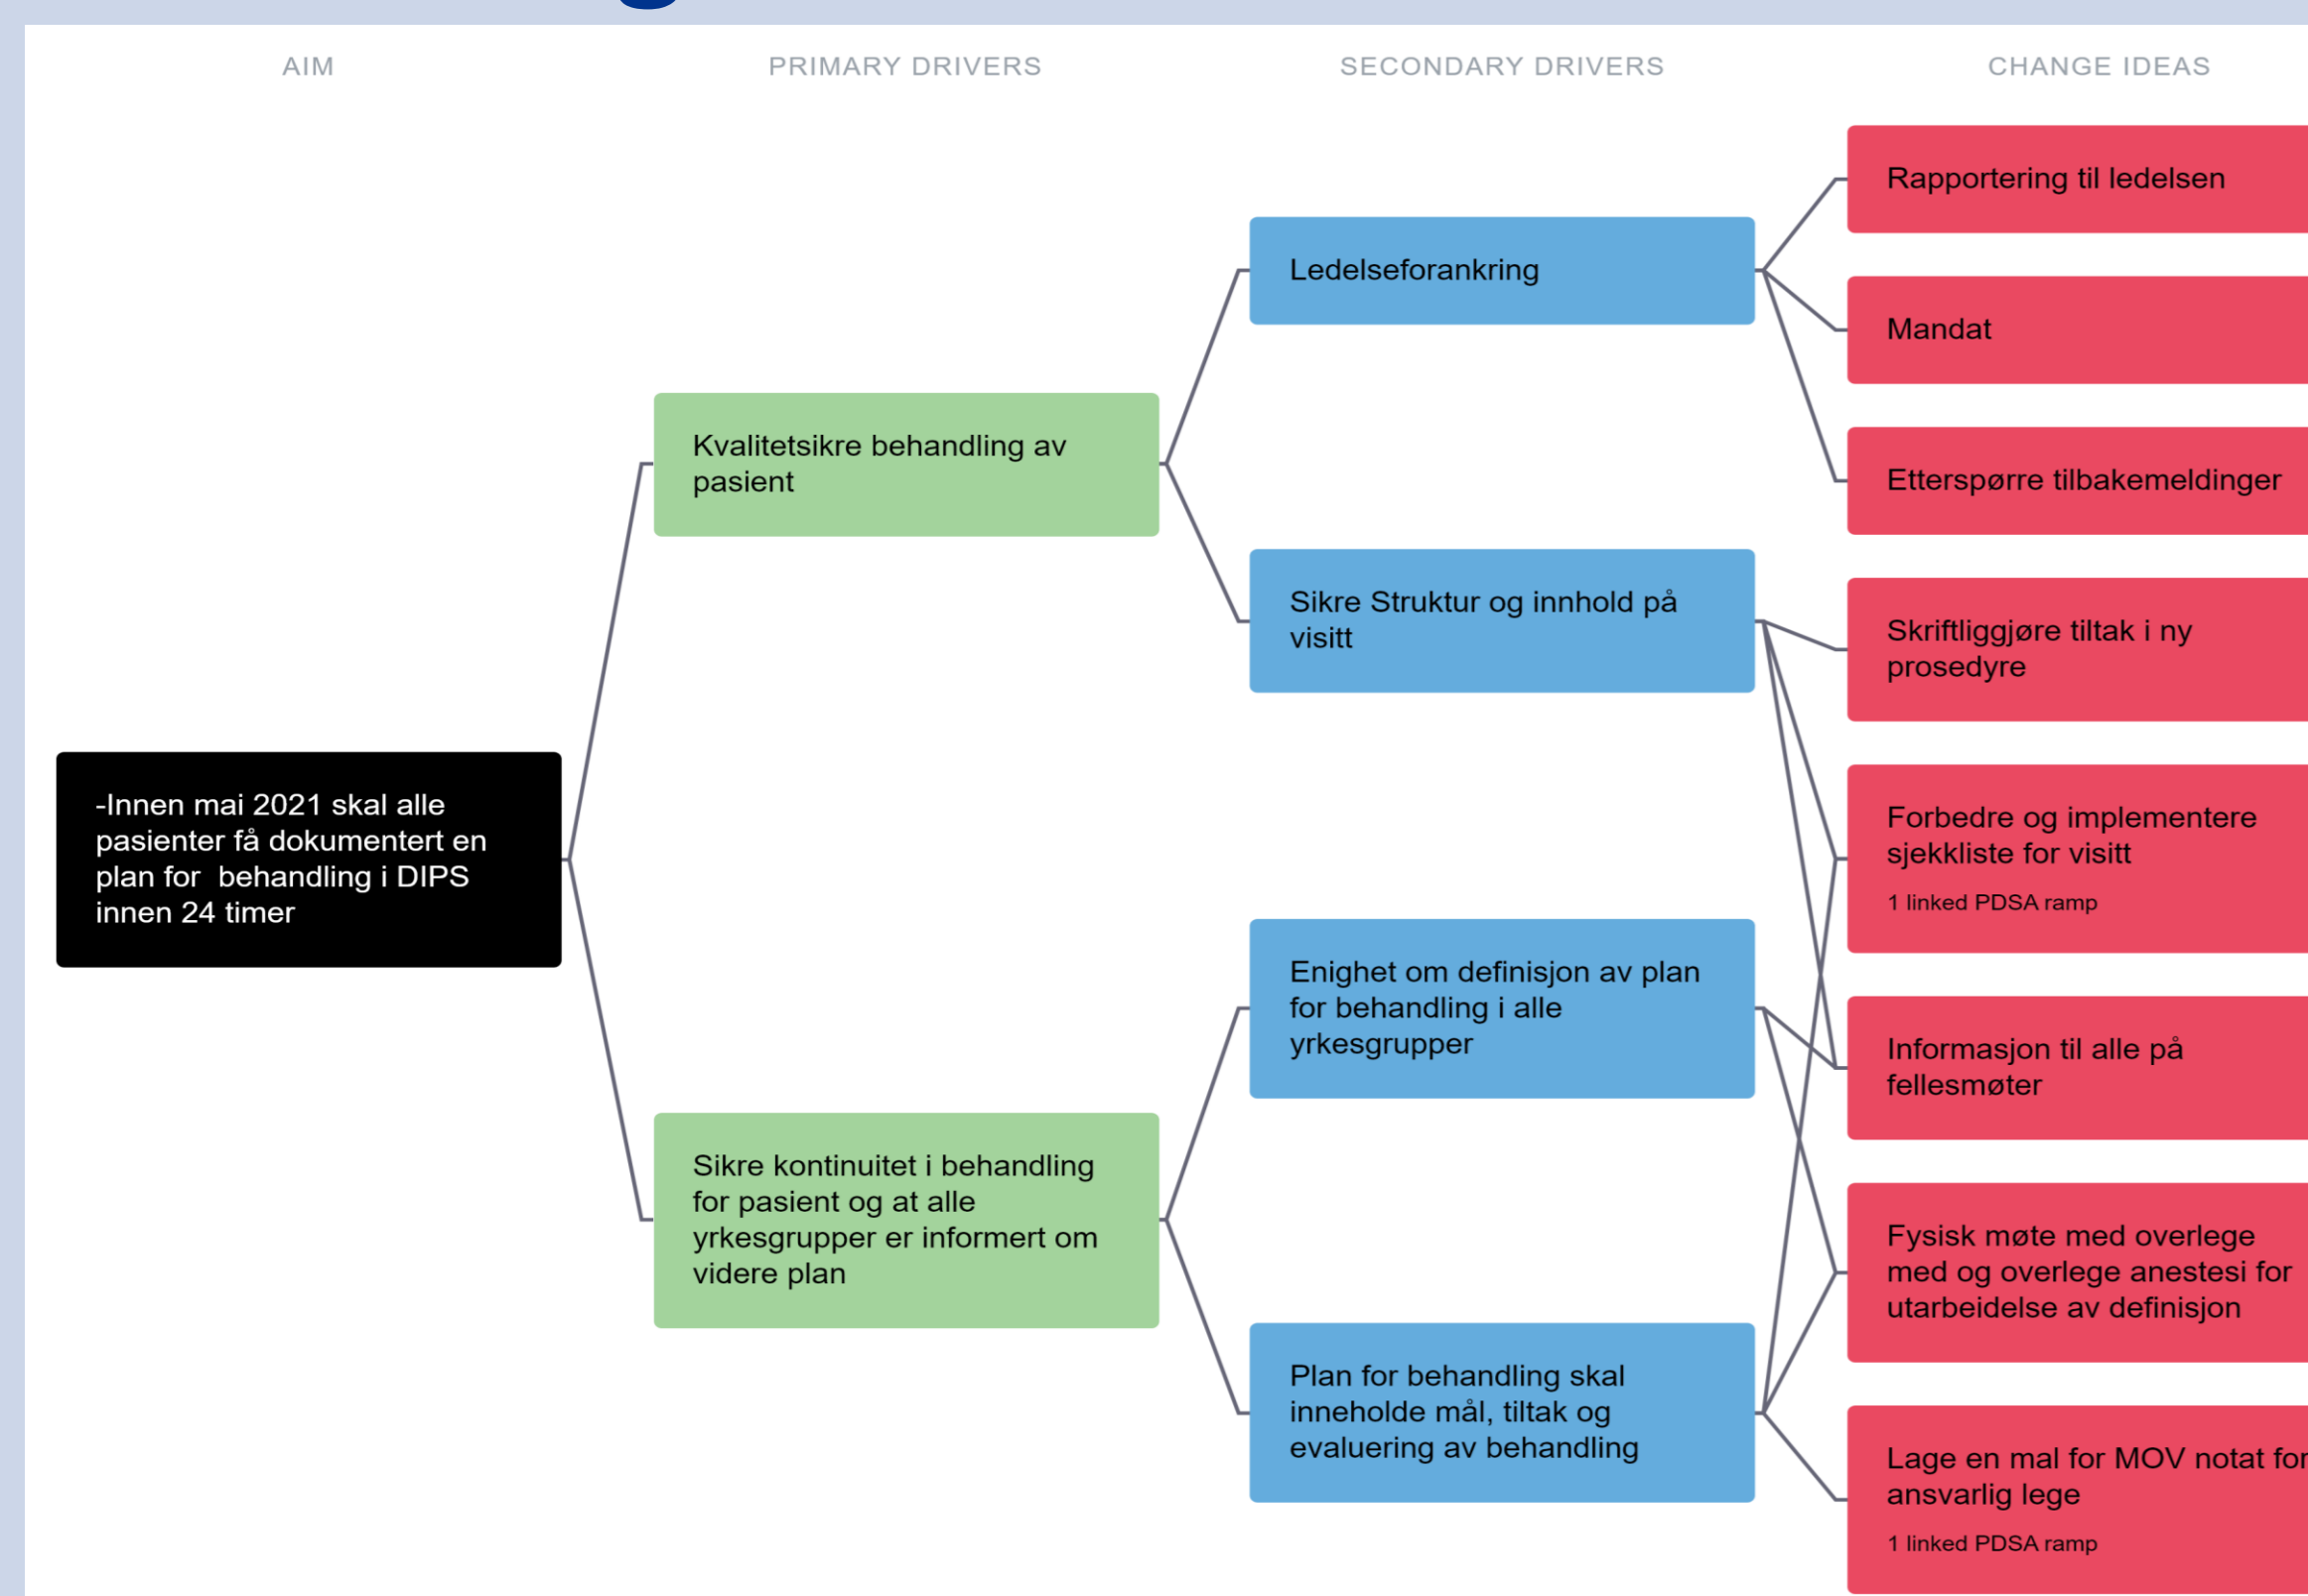 AIM
PRIMARY DRIVERS
SECONDARY DRIVERS
CHANGE IDEAS
-Innen mai 2021 skal alle
pasienter få dokumentert en
plan for  behandling i DIPS
innen 24 timer
Kvalitetsikre behandling av
pasient
Sikre kontinuitet i behandling
for pasient og at alle
yrkesgrupper er informert om
videre plan
Ledelseforankring
Sikre Struktur og innhold på
visitt
Enighet om definisjon av plan
for behandling i alle
yrkesgrupper
Plan for behandling skal
inneholde mål, tiltak og
evaluering av behandling
Rapportering til ledelsen
Mandat
Etterspørre tilbakemeldinger
Skriftliggjøre tiltak i ny
prosedyre
Forbedre og implementere
sjekkliste for visitt
1 linked PDSA ramp
Informasjon til alle på
fellesmøter
Fysisk møte med overlege
med og overlege anestesi for
utarbeidelse av definisjon
Lage en mal for MOV notat for
ansvarlig lege
1 linked PDSA ramp